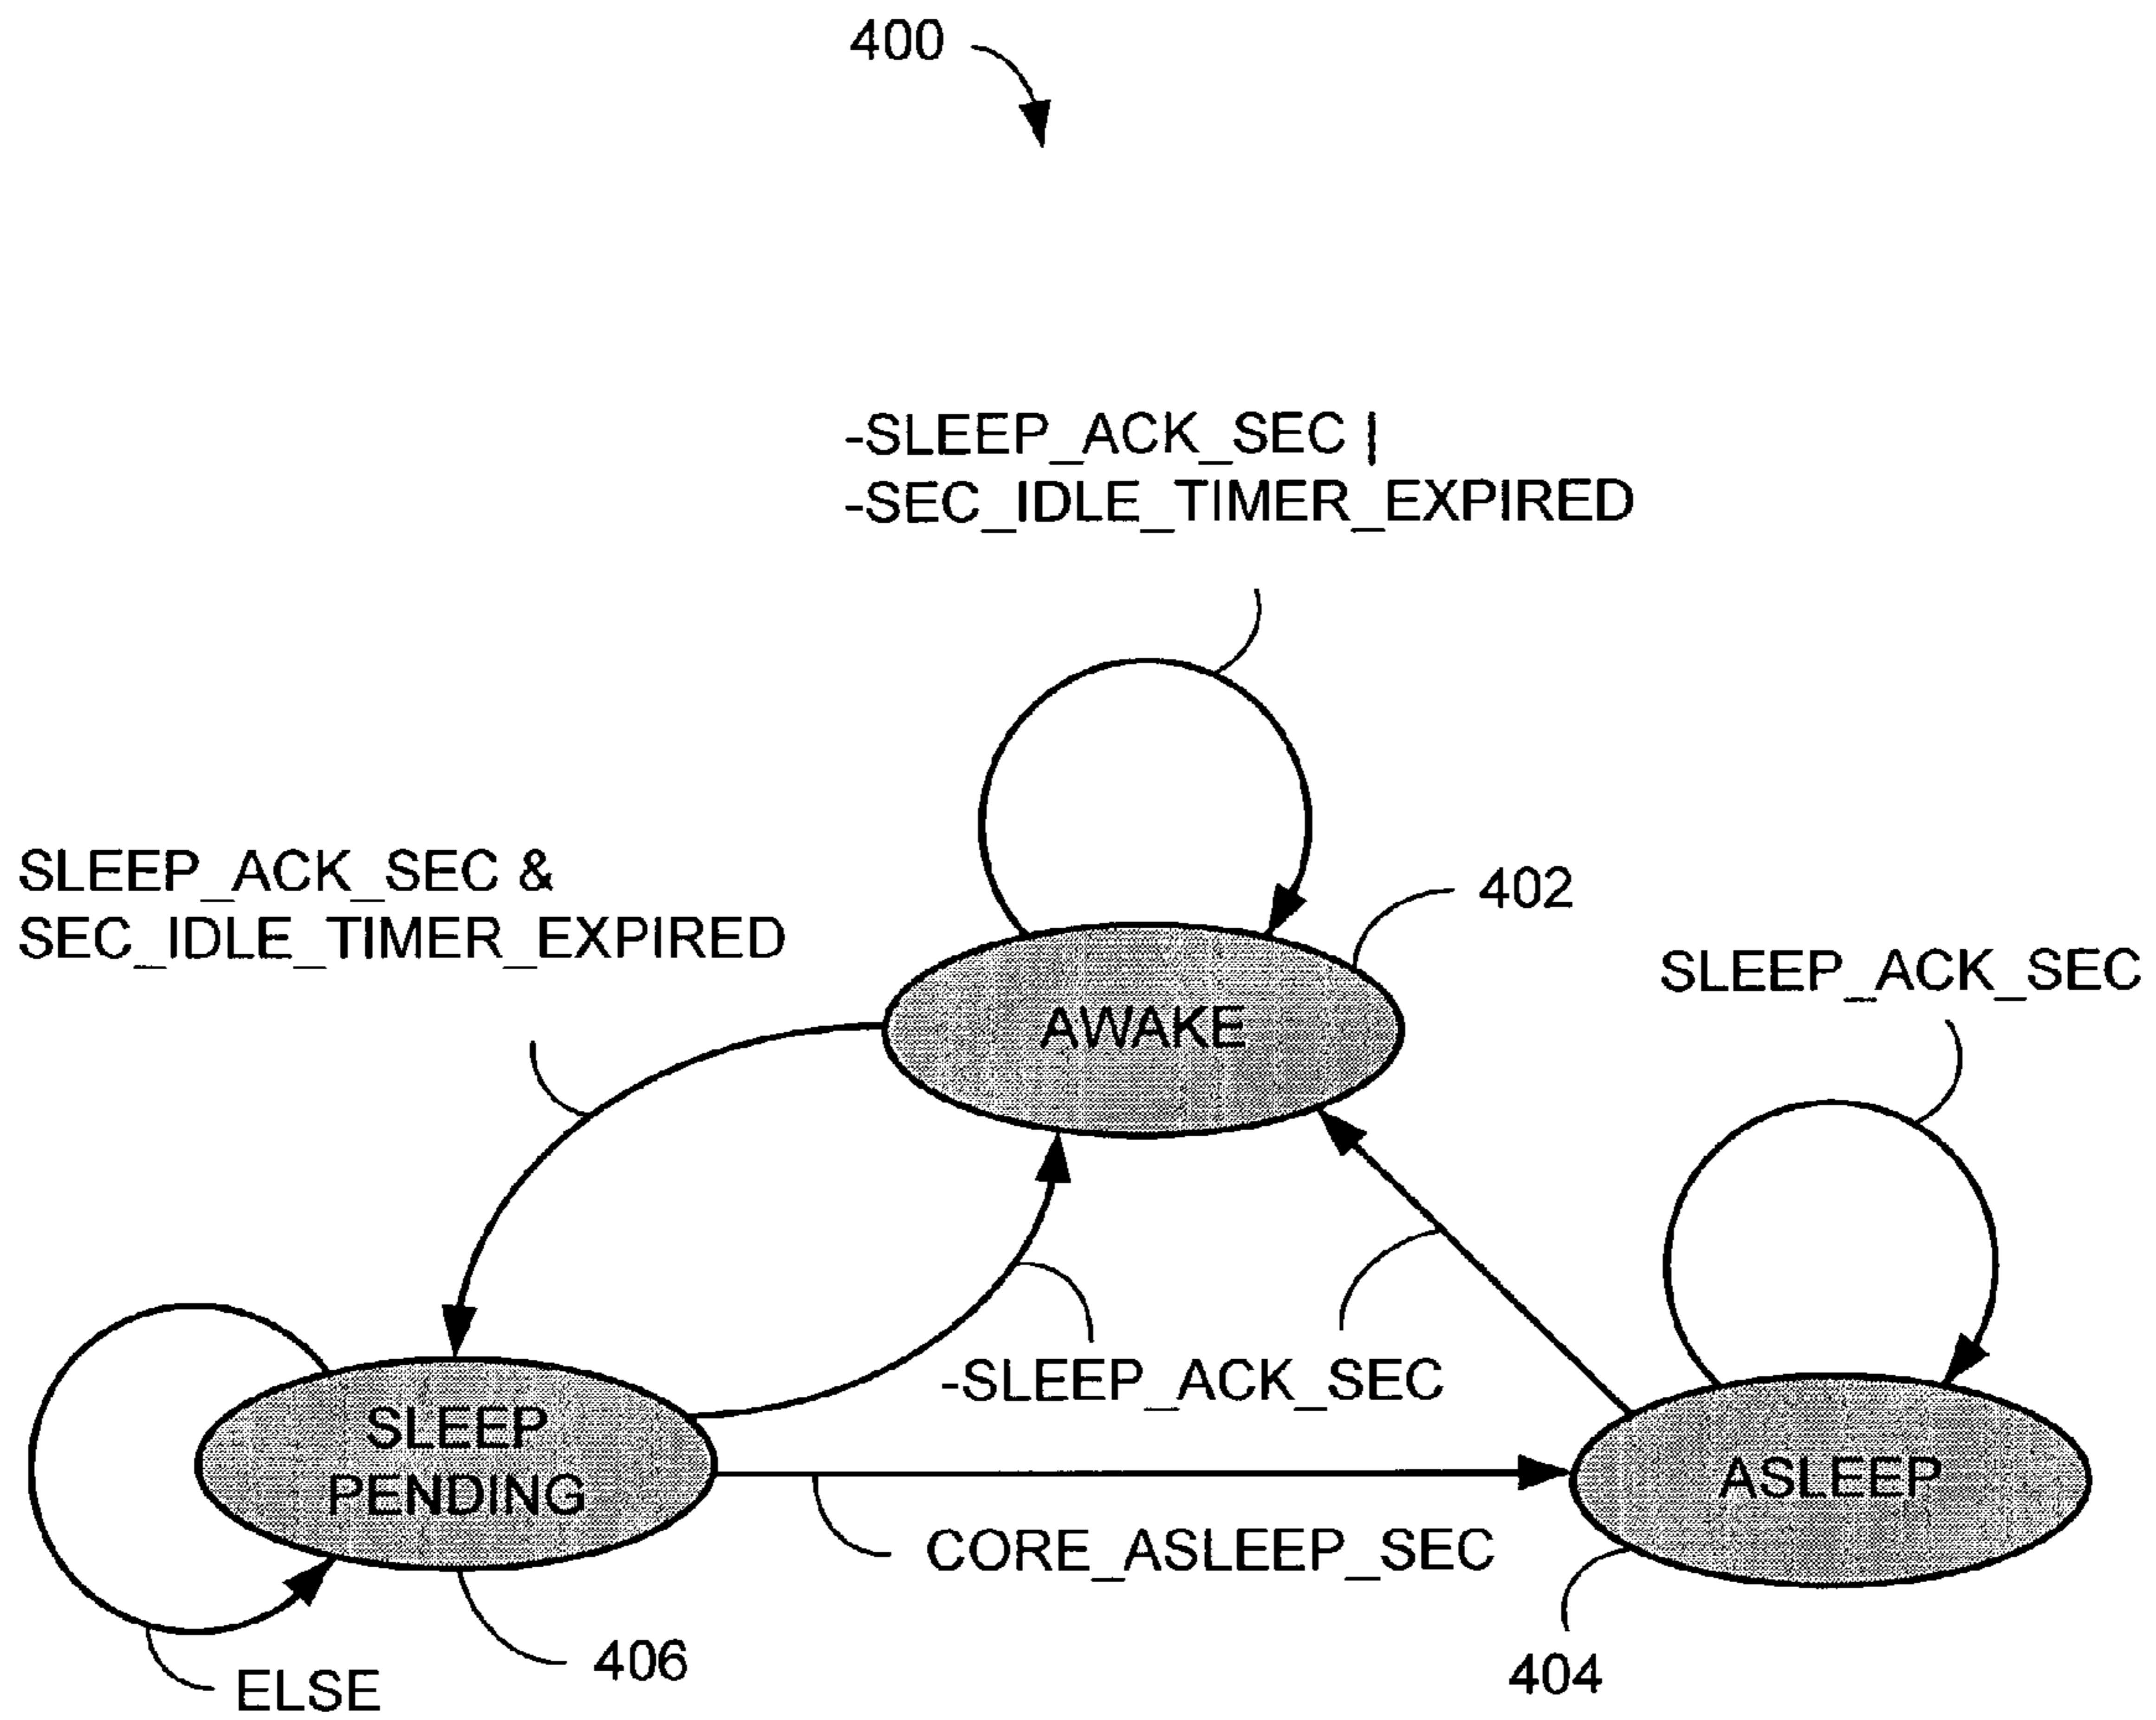 400
-SLEEP_ACK_SEC |
-SEC_IDLE_TIMER_EXPIRED
SLEEP_ACK_SEC &
SEC_IDLE_TIMER_EXPIRED
402
SLEEP_ACK_SEC
AWAKE
-SLEEP_ACK_SEC
SLEEP
PENDING
ASLEEP
CORE_ASLEEP_SEC
406
404
ELSE